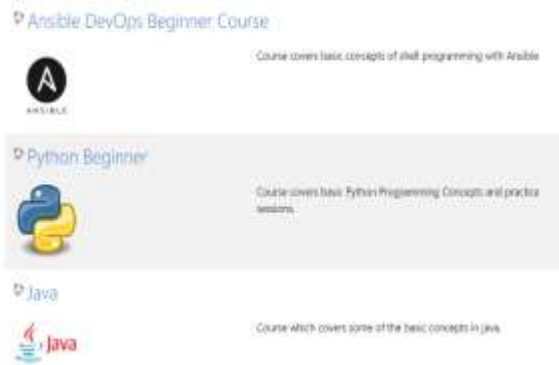 Ansible DevOps Beginner Course
Course covers basic concepts of shell programming with Ansible
ANSIBLE
Python Beginner
Course covers basic Python Programming Concepts and practice
sessions.
Java
Course which covers some of the basic concepts in java.
Java